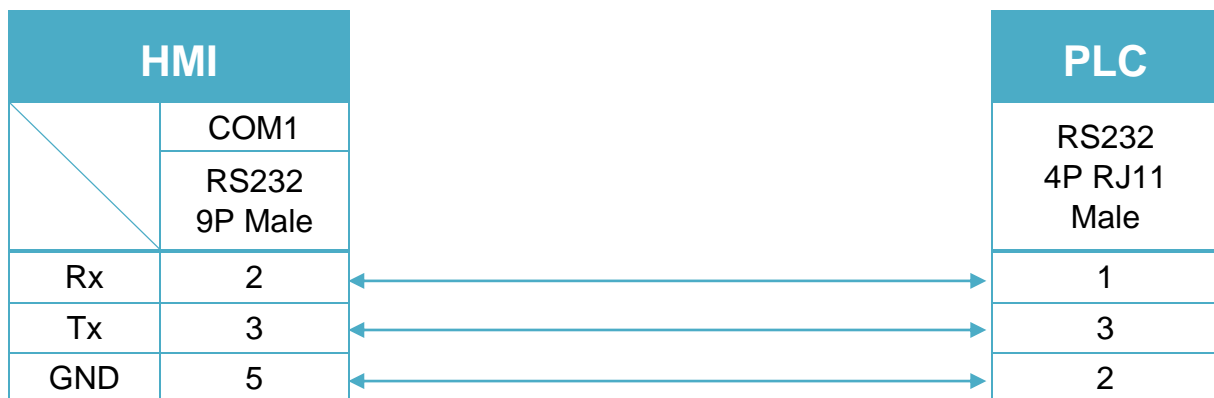 HMI
PLC
COM1
RS232
9P Male
RS232
4P RJ11
Male
Rx 2 1
Tx 3 3
GND 5 2